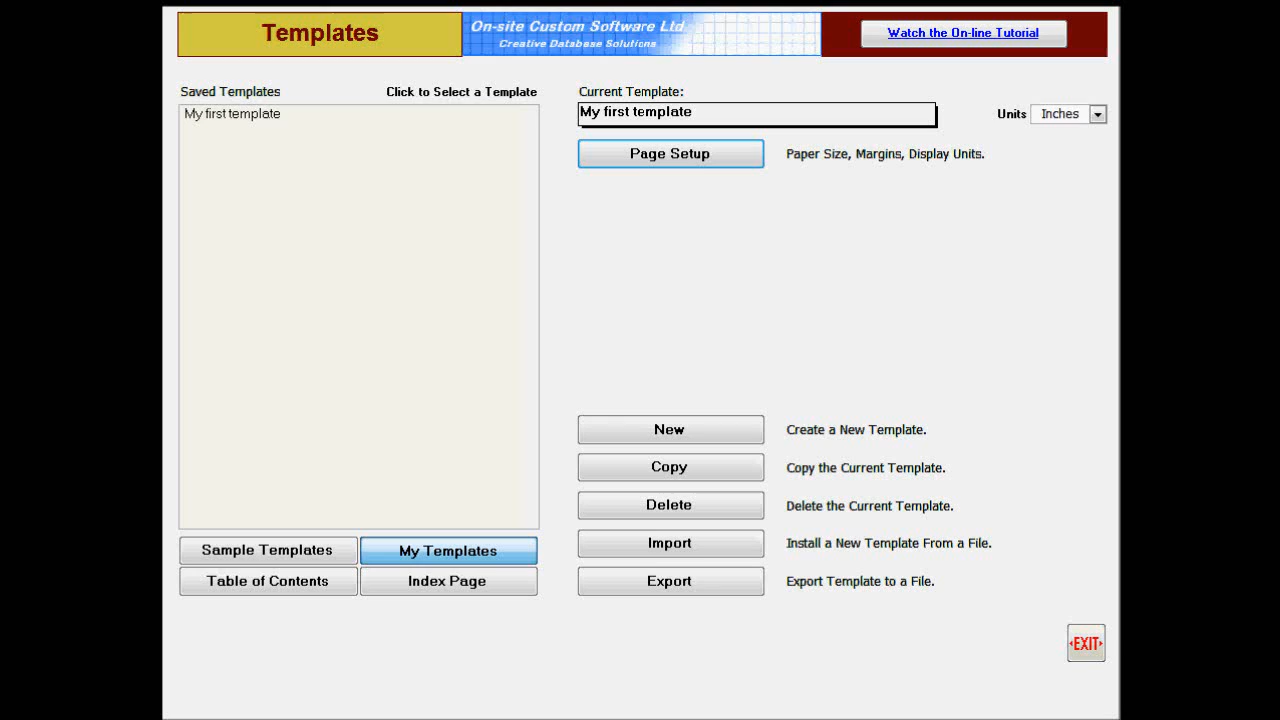 Templates
On-site Custom Software Ltd
Creative Database Solutions
Watch the On-line Tutorial
Saved Templates Click to Select a Template
My first template
Current Template:
My first template
Units Inches
Page Setup Paper Size, Margins, Display Units.
New Create a New Template.
Copy Copy the Current Template.
Delete Delete the Current Template.
Import Install a New Template From a File.
Export Export Template to a File.
Sample Templates My Templates
Table of Contents Index Page
EXIT